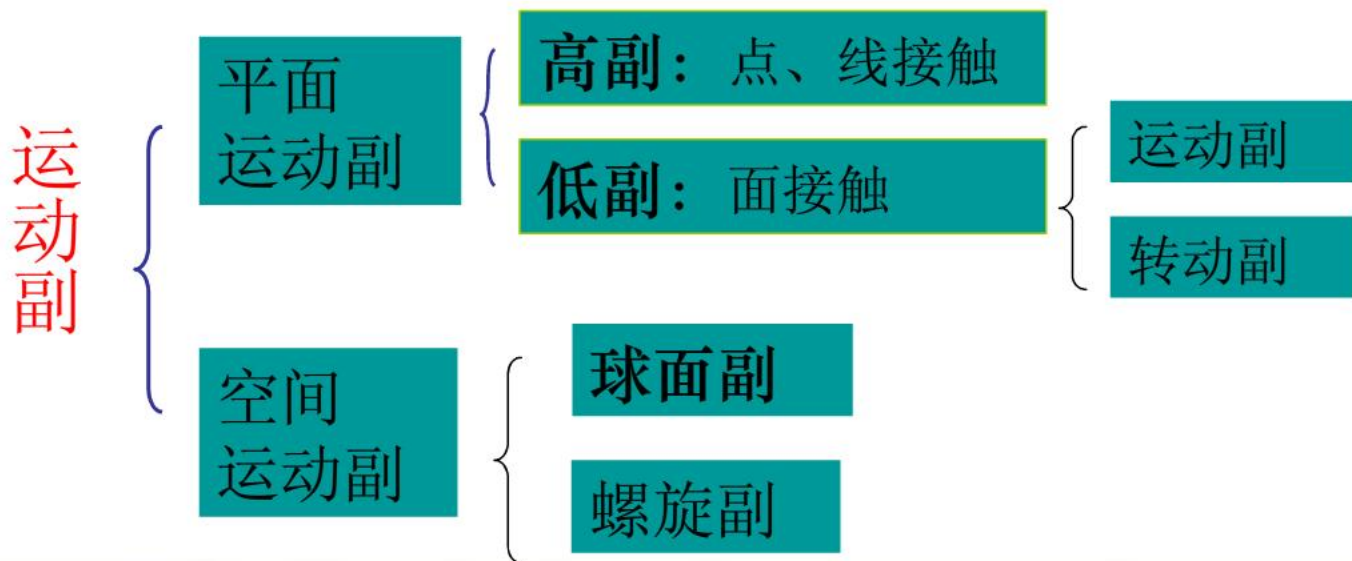 运动副
平面
运动副
高副：点、线接触
低副：面接触
运动副
转动副
空间
运动副
球面副
螺旋副